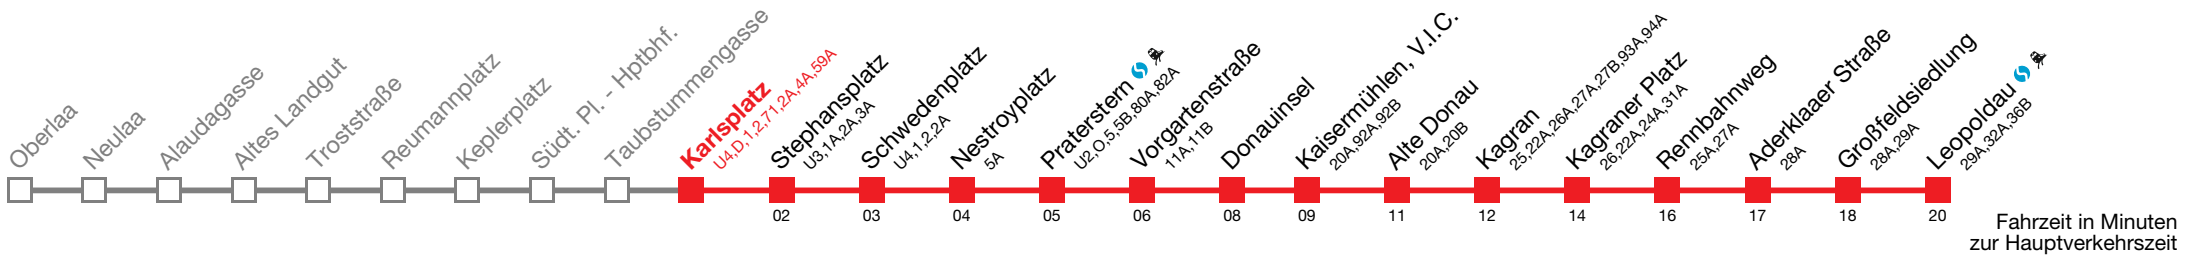 Oberlaa
Neulaa
Alaudagasse
Altes Landgut
Troststraße
Reumannplatz
Keplerplatz
Südt. Pl. - Hptbhf.
Taubstummengasse
Karlsplatz
U4,D,1,2,71,2A,4A,59A
Stephansplatz
U3,1A,2A,3A
02
Schwedenplatz
U4,1,2,2A
03
Nestroyplatz
5A
04
Praterstern
U2,O,5,5B,80A,82A
05
Vorgartenstraße
11A,11B
06
Donauinsel
08
Kaisermühlen, V.I.C.
20A,92A,92B
09
Alte Donau
20A,20B
11
Kagran
25,22A,26A,27A,27B,93A,94A
12
Kagraner Platz
26,22A,24A,31A
14
Rennbahnweg
25A,27A
16
Aderklaaer Straße
28A
17
Großfeldsiedlung
28A,29A
18
Leopoldau
29A,32A,36B
20
Fahrzeit in Minuten
zur Hauptverkehrszeit